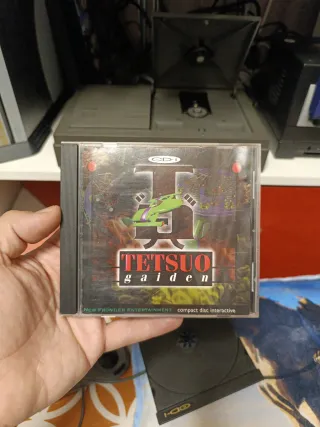 CD-i
TETSUO
gaiden
compact disc interactive